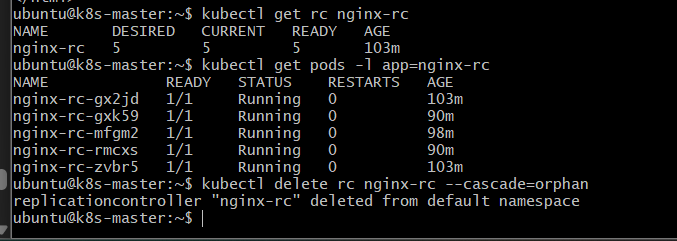 ubuntu@k8s-master:~$ kubectl get rc nginx-rc
NAME       DESIRED   CURRENT   READY   AGE
nginx-rc   5         5         5       103m
ubuntu@k8s-master:~$ kubectl get pods -l app=nginx-rc
NAME             READY   STATUS    RESTARTS   AGE
nginx-rc-gx2jd   1/1     Running   0          103m
nginx-rc-gxk59   1/1     Running   0          90m
nginx-rc-mfgm2   1/1     Running   0          98m
nginx-rc-rmcxs   1/1     Running   0          90m
nginx-rc-zvbr5   1/1     Running   0          103m
ubuntu@k8s-master:~$ kubectl delete rc nginx-rc --cascade=orphan
replicationcontroller "nginx-rc" deleted from default namespace
ubuntu@k8s-master:~$